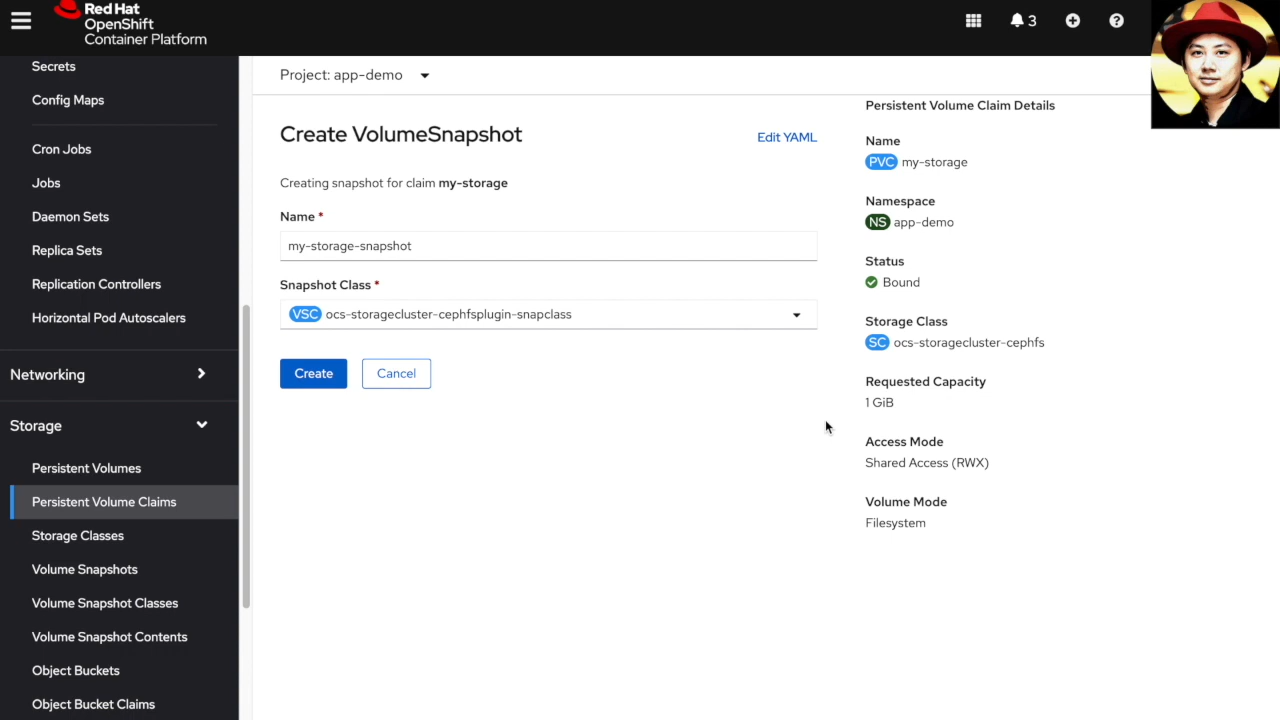 Red Hat
OpenShift
Container Platform
3
Secrets
Config Maps
Cron Jobs
Jobs
Daemon Sets
Replica Sets
Replication Controllers
Horizontal Pod Autoscalers
Networking
Storage
Persistent Volumes
Persistent Volume Claims
Storage Classes
Volume Snapshots
Volume Snapshot Classes
Volume Snapshot Contents
Object Buckets
Object Bucket Claims
Project: app-demo
Create VolumeSnapshot
Edit YAML
Creating snapshot for claim my-storage
Name *
my-storage-snapshot
Snapshot Class *
VSC ocs-storagecluster-cephfsplugin-snapclass
Create
Cancel
Persistent Volume Claim Details
Name
PVC my-storage
Namespace
NS app-demo
Status
Bound
Storage Class
SC ocs-storagecluster-cephfs
Requested Capacity
1 GiB
Access Mode
Shared Access (RWX)
Volume Mode
Filesystem